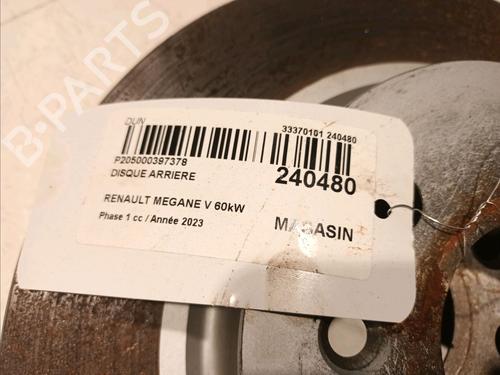 B-PARTS
DUN
33370101 240480
P205000397378
240480
DISQUE ARRIERE
RENAULT MEGANE V 60kW
MAGASIN
Phase 1 cc / Année 2023